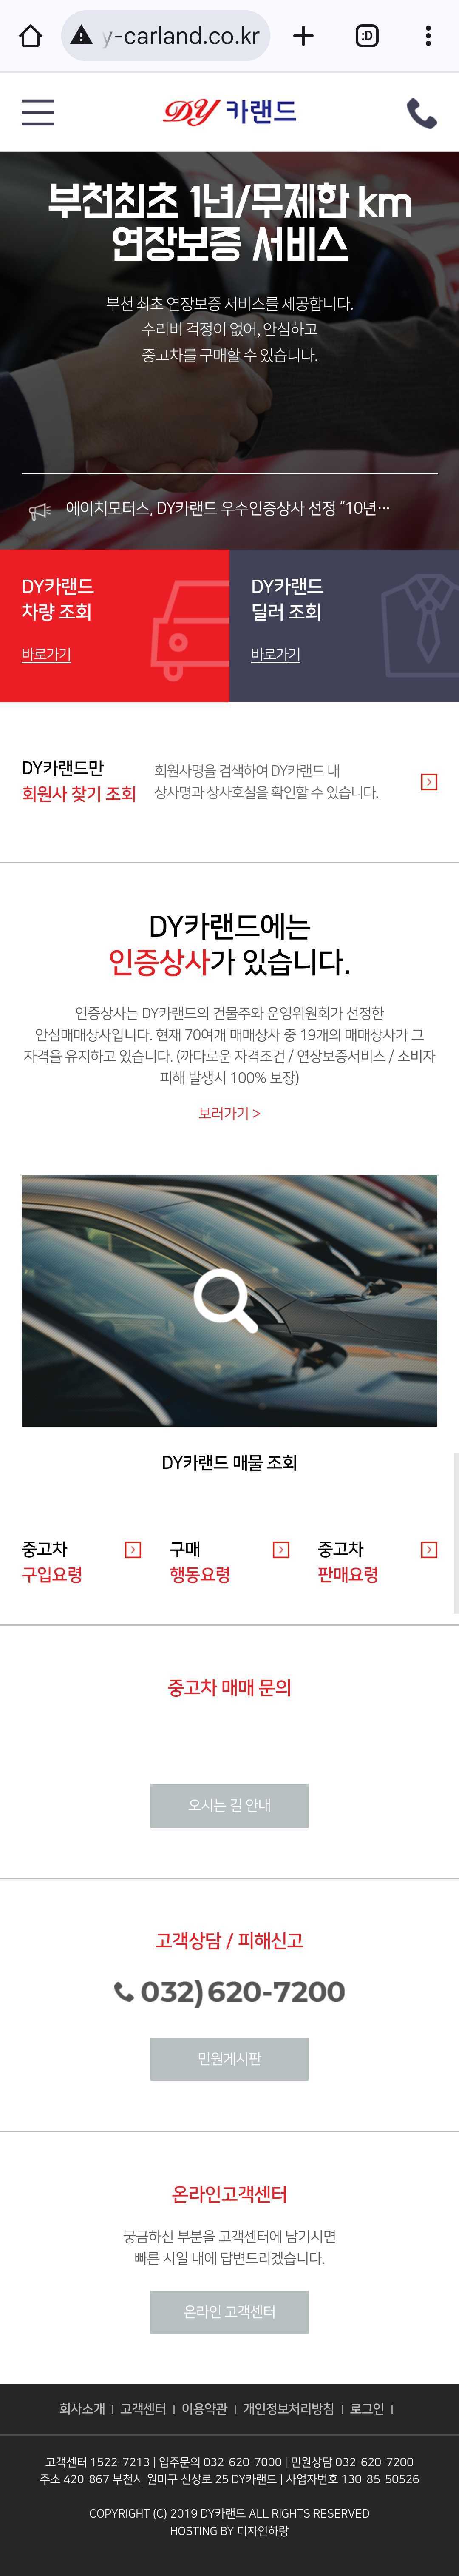 y-carland.co.kr
:D
DY 카랜드
부천최초 1년/무제한 km
연장보증 서비스
부천 최초 연장보증 서비스를 제공합니다.
수리비 걱정이 없어, 안심하고
중고차를 구매할 수 있습니다.
에이치모터스, DY카랜드 우수인증상사 선정 “10년…
DY카랜드
차량 조회
바로가기
DY카랜드
딜러 조회
바로가기
DY카랜드만
회원사 찾기 조회
회원사명을 검색하여 DY카랜드 내
상사명과 상사호실을 확인할 수 있습니다.
DY카랜드에는
인증상사가 있습니다.
인증상사는 DY카랜드의 건물주와 운영위원회가 선정한
안심매매상사입니다. 현재 70여개 매매상사 중 19개의 매매상사가 그
자격을 유지하고 있습니다. (까다로운 자격조건 / 연장보증서비스 / 소비자
피해 발생시 100% 보장)
보러가기 >
DY카랜드 매물 조회
중고차
구입요령
구매
행동요령
중고차
판매요령
중고차 매매 문의
오시는 길 안내
고객상담 / 피해신고
032) 620-7200
민원게시판
온라인고객센터
궁금하신 부분을 고객센터에 남기시면
빠른 시일 내에 답변드리겠습니다.
온라인 고객센터
회사소개 | 고객센터 | 이용약관 | 개인정보처리방침 | 로그인 |
고객센터 1522-7213 | 입주문의 032-620-7000 | 민원상담 032-620-7200
주소 420-867 부천시 원미구 신상로 25 DY카랜드 | 사업자번호 130-85-50526
COPYRIGHT (C) 2019 DY카랜드 ALL RIGHTS RESERVED
HOSTING BY 디자인하랑